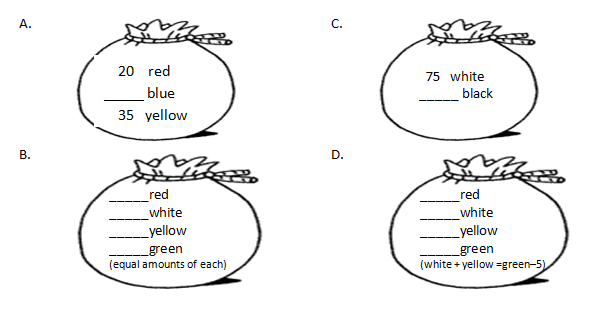 A.
20 red
_____ blue
35 yellow
C.
75 white
_____ black
B.
_____red
_____white
_____yellow
_____green
(equal amounts of each)
D.
_____red
_____white
_____yellow
_____green
(white + yellow =green–5)